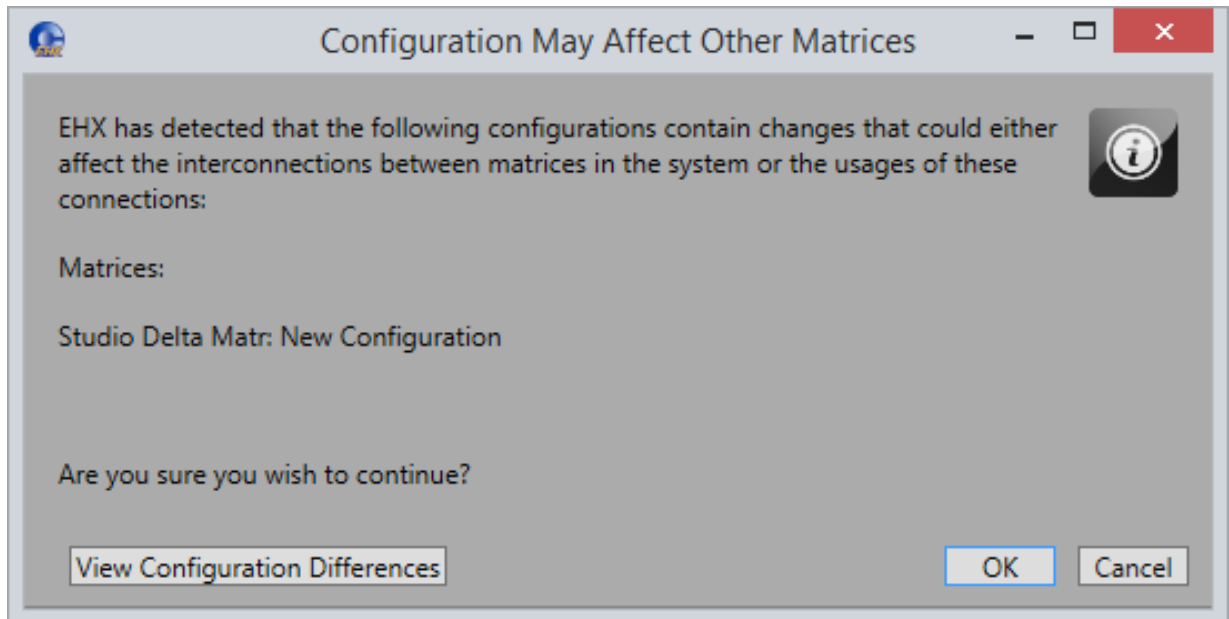 Configuration May Affect Other Matrices
EHX has detected that the following configurations contain changes that could either
affect the interconnections between matrices in the system or the usages of these
connections:
Matrices:
Studio Delta Matr: New Configuration
Are you sure you wish to continue?
View Configuration Differences
OK
Cancel